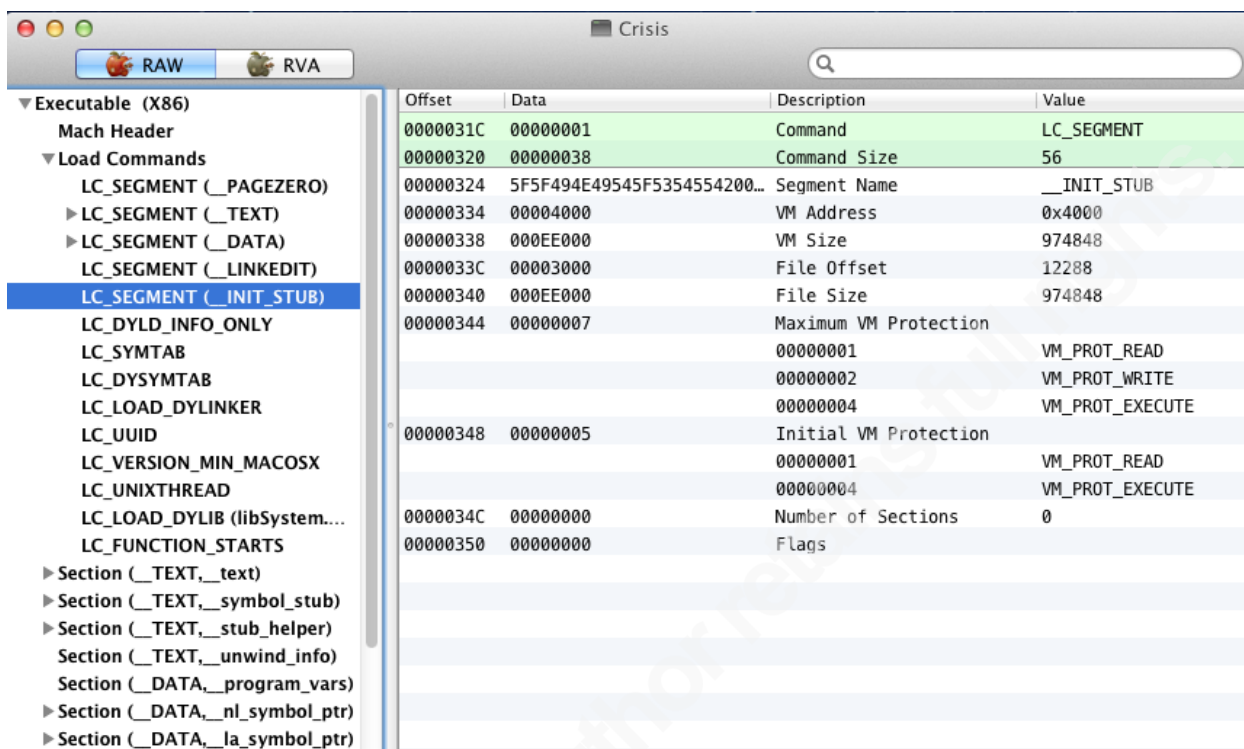 Crisis
RAW
RVA
Executable (X86)
Mach Header
Load Commands
LC_SEGMENT (__PAGEZERO)
LC_SEGMENT (__TEXT)
LC_SEGMENT (__DATA)
LC_SEGMENT (__LINKEDIT)
LC_SEGMENT (__INIT_STUB)
LC_DYLD_INFO_ONLY
LC_SYMTAB
LC_DYSYMTAB
LC_LOAD_DYLINKER
LC_UUID
LC_VERSION_MIN_MACOSX
LC_UNIXTHREAD
LC_LOAD_DYLIB (libSystem....
LC_FUNCTION_STARTS
Section (__TEXT,__text)
Section (__TEXT,__symbol_stub)
Section (__TEXT,__stub_helper)
Section (__TEXT,__unwind_info)
Section (__DATA,__program_vars)
Section (__DATA,__nl_symbol_ptr)
Section (__DATA,__la_symbol_ptr)
Offset Data Description Value
0000031C 00000001 Command LC_SEGMENT
00000320 00000038 Command Size 56
00000324 5F5F494E49545F5354554200… Segment Name __INIT_STUB
00000334 00004000 VM Address 0x4000
00000338 000EE000 VM Size 974848
0000033C 00003000 File Offset 12288
00000340 000EE000 File Size 974848
00000344 00000007 Maximum VM Protection
00000001 VM_PROT_READ
00000002 VM_PROT_WRITE
00000004 VM_PROT_EXECUTE
00000348 00000005 Initial VM Protection
00000001 VM_PROT_READ
00000004 VM_PROT_EXECUTE
0000034C 00000000 Number of Sections 0
00000350 00000000 Flags
thor retains full rights.